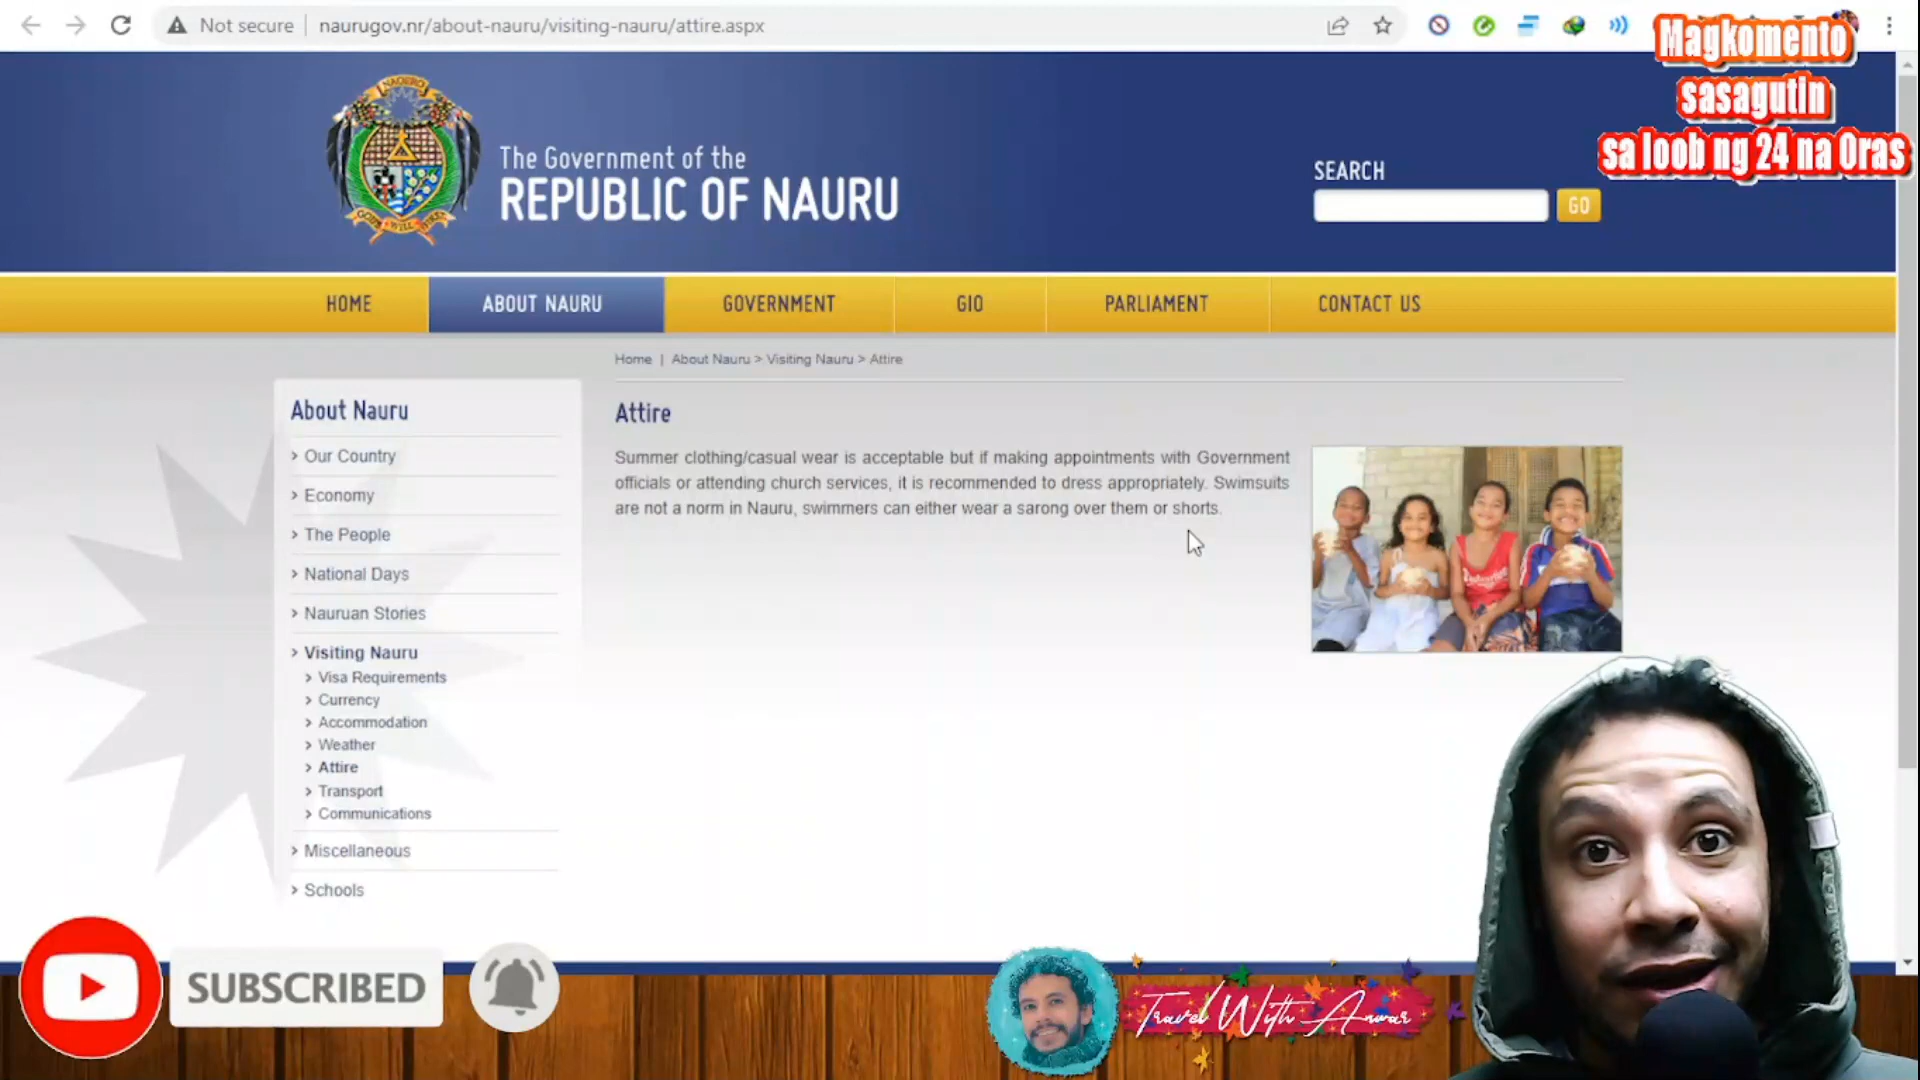 Not secure
naurugov.nr/about-nauru/visiting-nauru/attire.aspx
Magkomento
sasagutin
sa loob ng 24 na Oras
NAOERO
GOD'S WILL FIRST
The Government of the
REPUBLIC OF NAURU
SEARCH
GO
HOME
ABOUT NAURU
GOVERNMENT
GIO
PARLIAMENT
CONTACT US
Home | About Nauru > Visiting Nauru > Attire
About Nauru
> Our Country
> Economy
> The People
> National Days
> Nauruan Stories
> Visiting Nauru
> Visa Requirements
> Currency
> Accommodation
> Weather
> Attire
> Transport
> Communications
> Miscellaneous
> Schools
Attire
Summer clothing/casual wear is acceptable but if making appointments with Government
officials or attending church services, it is recommended to dress appropriately. Swimsuits
are not a norm in Nauru, swimmers can either wear a sarong over them or shorts.
SUBSCRIBED
Travel With Anwar